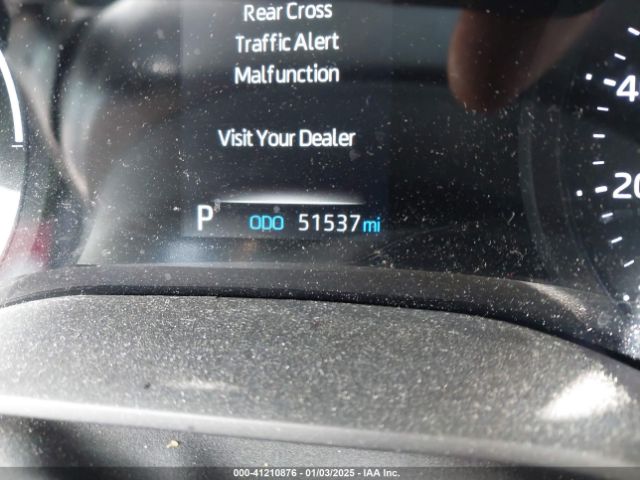 Rear Cross
Traffic Alert
Malfunction
Visit Your Dealer
P ODO 51537 mi
20
000-41210876 - 01/03/2025 - IAA Inc.